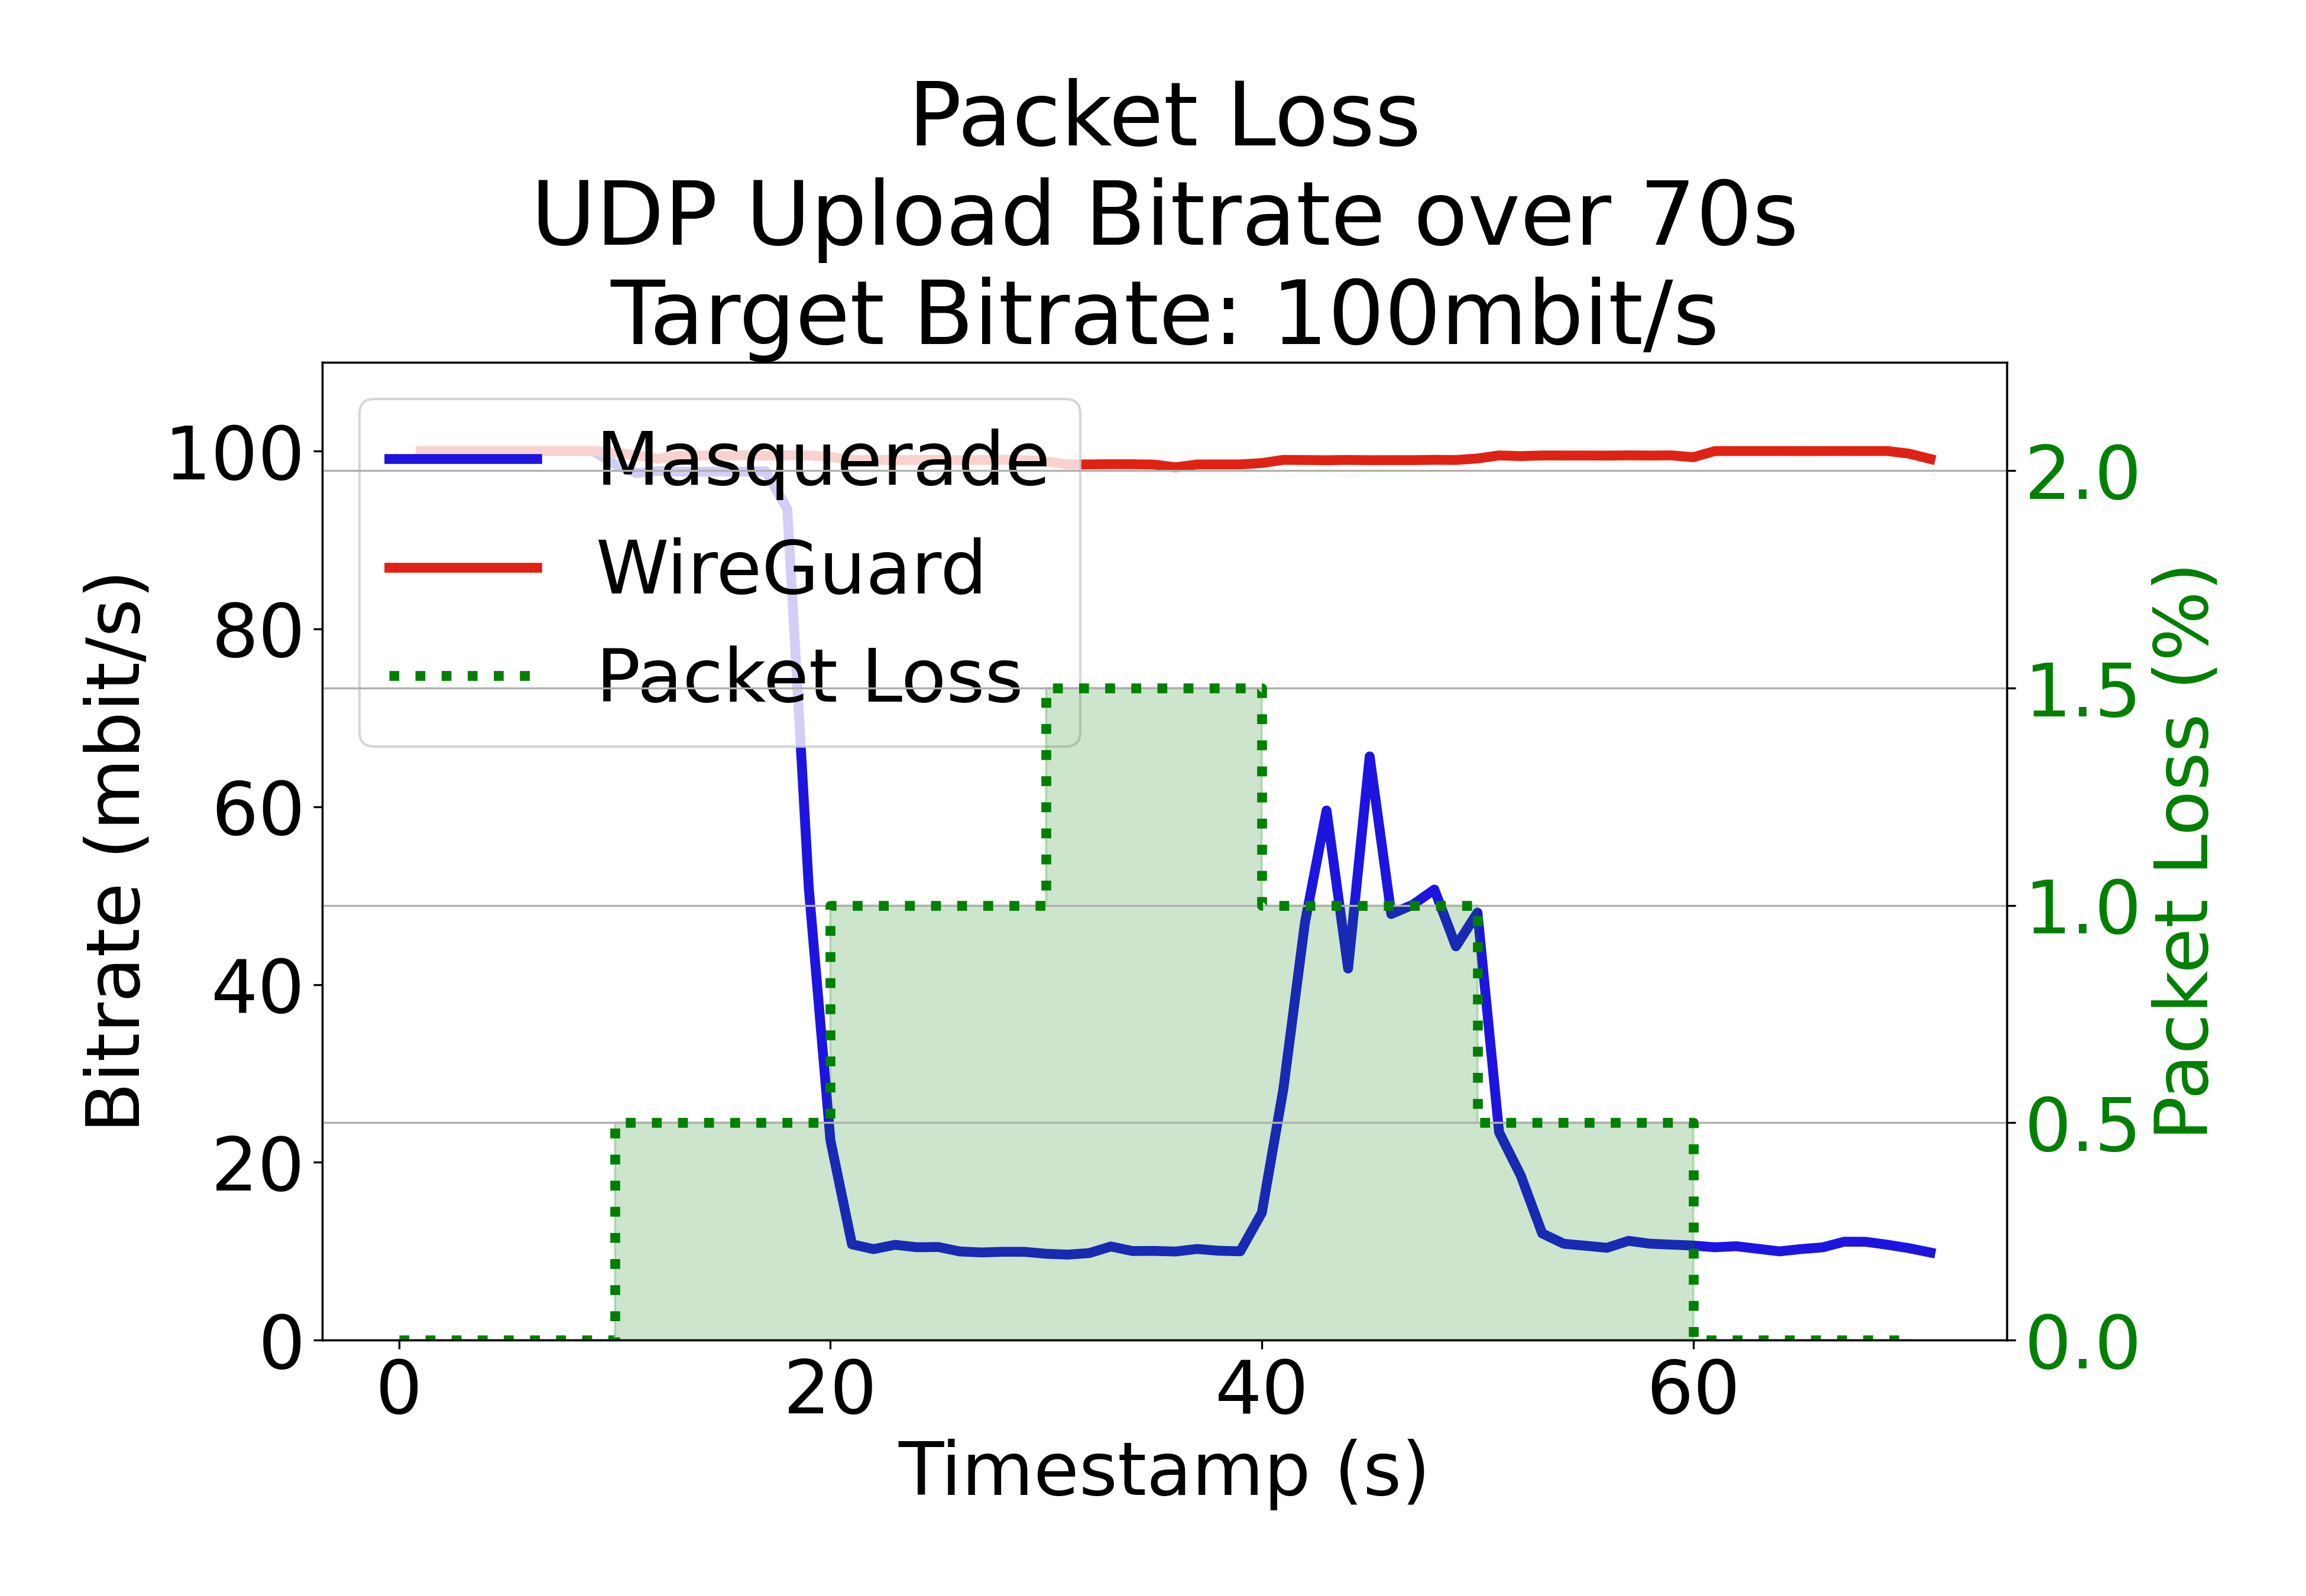 Packet Loss
UDP Upload Bitrate over 70s
Target Bitrate: 100mbit/s
Masquerade
WireGuard
Packet Loss
Bitrate (mbit/s)
100
80
60
40
20
0
2.0
1.5
1.0
0.5
0.0
Packet Loss (%)
0 20 40 60
Timestamp (s)